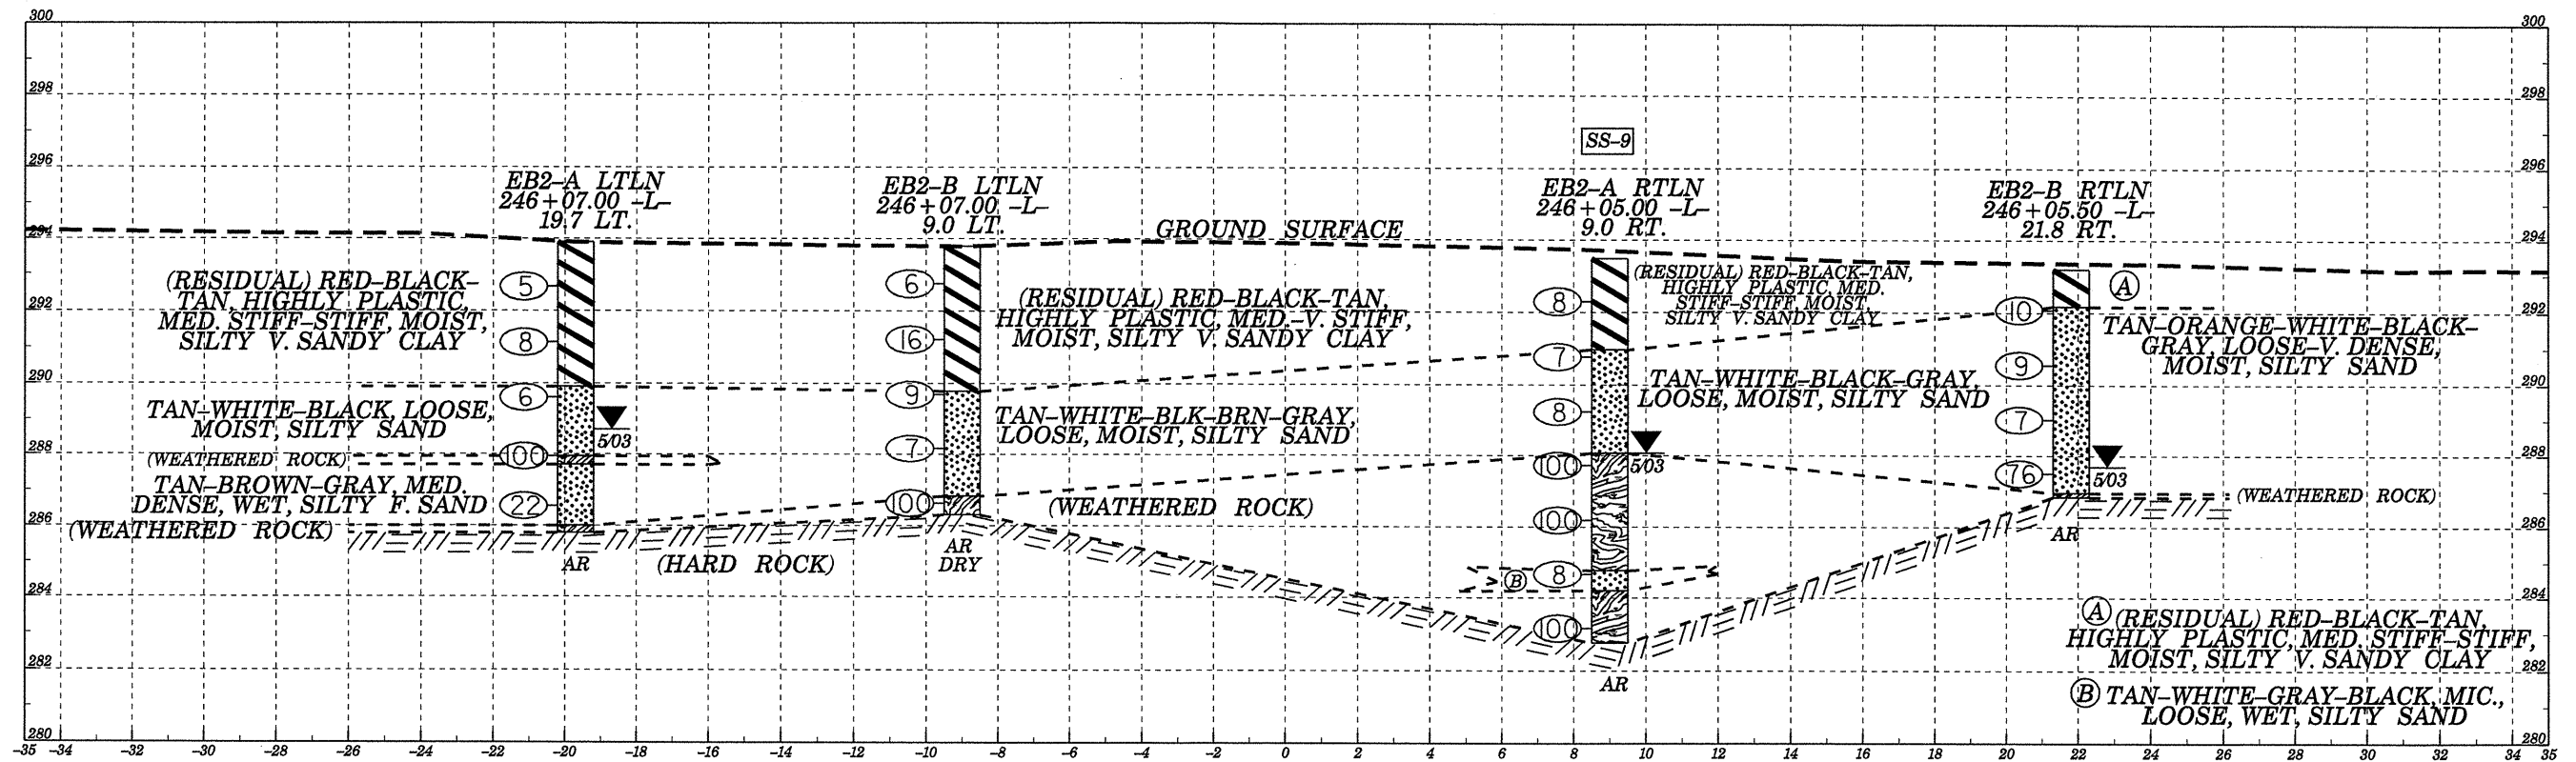 300
300
298
298
SS-9
296
296
EB2-A LTLN
246+07.00 -L-
19.7 LT.
EB2-B LTLN
246+07.00 -L-
9.0 LT.
EB2-A RTLN
246+05.00 -L-
9.0 RT.
EB2-B RTLN
246+05.50 -L-
21.8 RT.
294
GROUND SURFACE
294
(RESIDUAL) RED-BLACK-
TAN, HIGHLY PLASTIC,
MED. STIFF-STIFF, MOIST,
SILTY V. SANDY CLAY
5
8
6
100
22
6
16
9
7
100
(RESIDUAL) RED-BLACK-TAN,
HIGHLY PLASTIC, MED.-V. STIFF,
MOIST, SILTY V. SANDY CLAY
8
7
8
100
100
8
100
(RESIDUAL) RED-BLACK-TAN,
HIGHLY PLASTIC, MED.
STIFF-STIFF, MOIST,
SILTY V. SANDY CLAY
10
9
7
76
A
292
292
TAN-ORANGE-WHITE-BLACK-
GRAY, LOOSE-V. DENSE,
MOIST, SILTY SAND
290
290
TAN-WHITE-BLACK, LOOSE,
MOIST, SILTY SAND
5/03
TAN-WHITE-BLK-BRN-GRAY,
LOOSE, MOIST, SILTY SAND
TAN-WHITE-BLACK-GRAY,
LOOSE, MOIST, SILTY SAND
5/03
5/03
288
288
(WEATHERED ROCK)
TAN-BROWN-GRAY, MED.
DENSE, WET, SILTY F. SAND
(WEATHERED ROCK)
(WEATHERED ROCK)
286
286
(WEATHERED ROCK)
AR
(HARD ROCK)
AR
DRY
AR
B
284
284
A (RESIDUAL) RED-BLACK-TAN,
HIGHLY PLASTIC, MED. STIFF-STIFF,
MOIST, SILTY V. SANDY CLAY
282
282
AR
B TAN-WHITE-GRAY-BLACK, MIC.,
LOOSE, WET, SILTY SAND
280
280
-35 -34 -32 -30 -28 -26 -24 -22 -20 -18 -16 -14 -12 -10 -8 -6 -4 -2 0 2 4 6 8 10 12 14 16 18 20 22 24 26 28 30 32 34 35